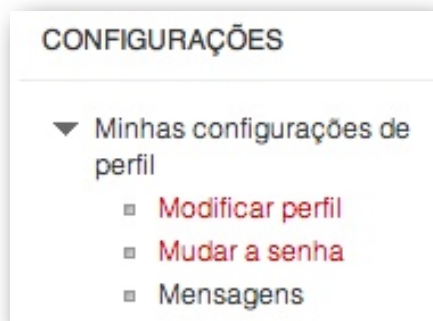 CONFIGURAÇÕES
Minhas configurações de
perfil
Modificar perfil
Mudar a senha
Mensagens